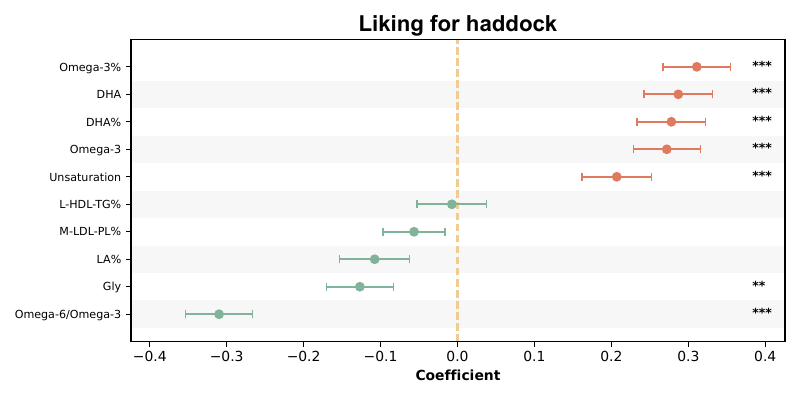 Liking for haddock
Omega-3% ***
DHA ***
DHA% ***
Omega-3 ***
Unsaturation ***
L-HDL-TG%
M-LDL-PL%
LA%
Gly **
Omega-6/Omega-3 ***
−0.4 −0.3 −0.2 −0.1 0.0 0.1 0.2 0.3 0.4
Coefficient